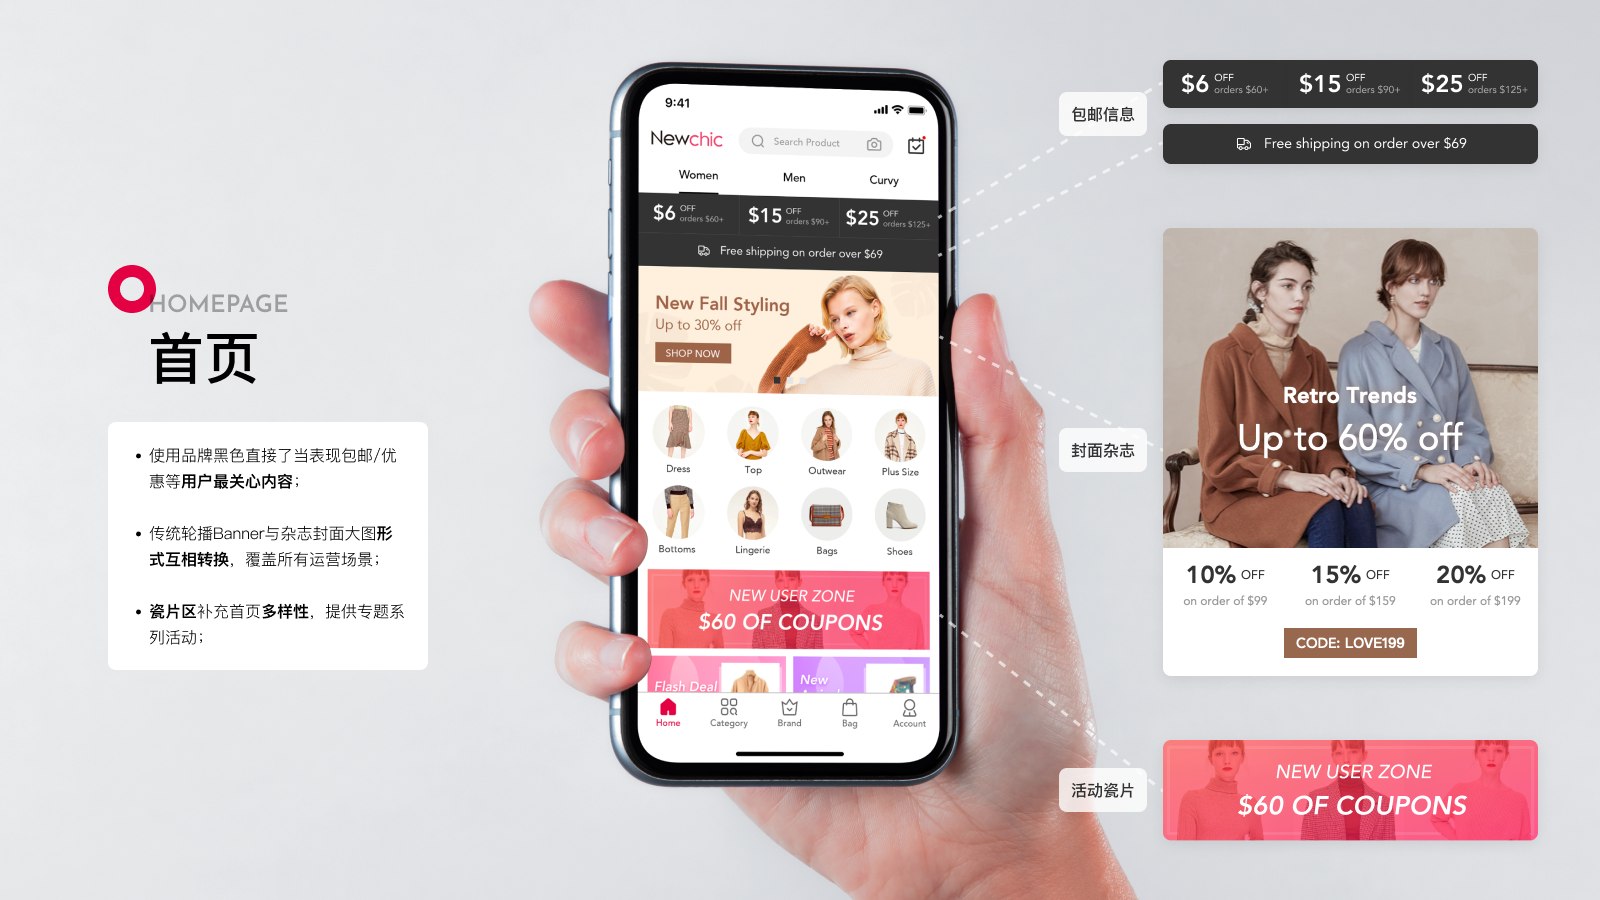 HOMEPAGE
首页
使用品牌黑色直接了当表现包邮/优
惠等用户最关心内容；
传统轮播Banner与杂志封面大图形
式互相转换，覆盖所有运营场景；
瓷片区补充首页多样性，提供专题系
列活动；
9:41
Newchic
Search Product
Women
Men
Curvy
$6 OFF orders $60+
$15 OFF orders $90+
$25 OFF orders $125+
Free shipping on order over $69
New Fall Styling
Up to 30% off
SHOP NOW
Dress
Top
Outwear
Plus Size
Bottoms
Lingerie
Bags
Shoes
NEW USER ZONE
$60 OF COUPONS
Flash Deal
New
Home
Category
Brand
Bag
Account
包邮信息
$6 OFF orders $60+
$15 OFF orders $90+
$25 OFF orders $125+
Free shipping on order over $69
封面杂志
Retro Trends
Up to 60% off
10% OFF
on order of $99
15% OFF
on order of $159
20% OFF
on order of $199
CODE: LOVE199
活动瓷片
NEW USER ZONE
$60 OF COUPONS